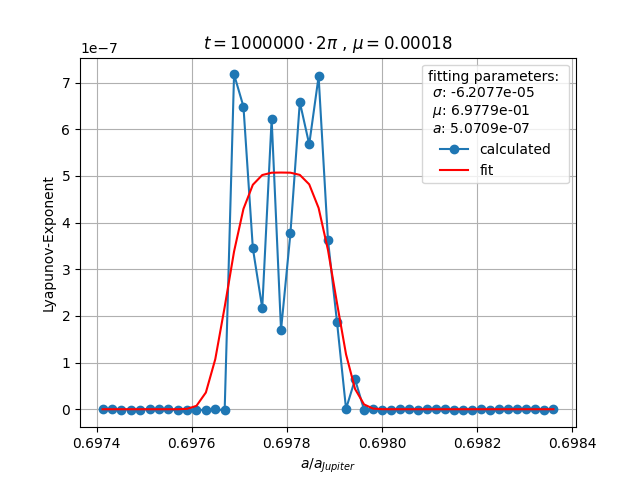 t = 1000000 · 2π , μ = 0.00018
1e−7
fitting parameters:
σ: -6.2077e-05
μ: 6.9779e-01
a: 5.0709e-07
calculated
fit
7
6
5
4
3
2
1
0
Lyapunov-Exponent
0.6974 0.6976 0.6978 0.6980 0.6982 0.6984
a/a_Jupiter